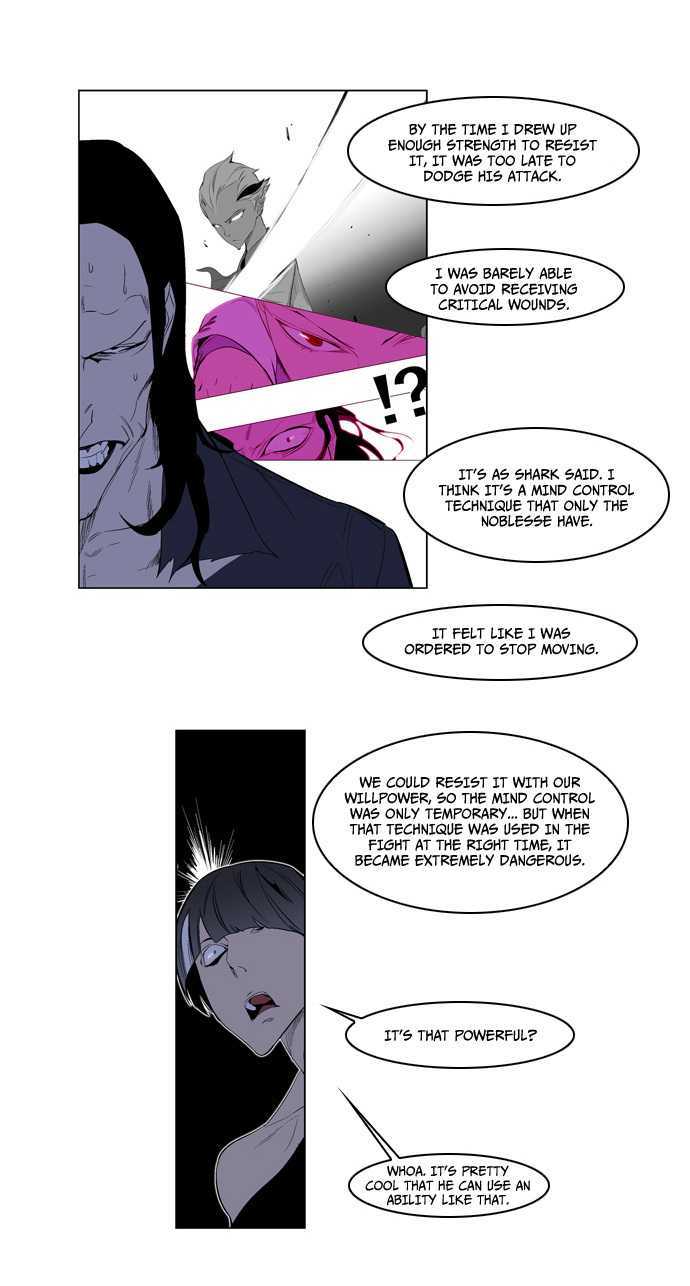 BY THE TIME I DREW UP
ENOUGH STRENGTH TO RESIST
IT, IT WAS TOO LATE TO
DODGE HIS ATTACK.
I WAS BARELY ABLE
TO AVOID RECEIVING
CRITICAL WOUNDS.
!?
IT'S AS SHARK SAID. I
THINK IT'S A MIND CONTROL
TECHNIQUE THAT ONLY THE
NOBLESSE HAVE.
IT FELT LIKE I WAS
ORDERED TO STOP MOVING.
WE COULD RESIST IT WITH OUR
WILLPOWER, SO THE MIND CONTROL
WAS ONLY TEMPORARY... BUT WHEN
THAT TECHNIQUE WAS USED IN THE
FIGHT AT THE RIGHT TIME, IT
BECAME EXTREMELY DANGEROUS.
IT'S THAT POWERFUL?
WHOA. IT'S PRETTY
COOL THAT HE CAN USE AN
ABILITY LIKE THAT.